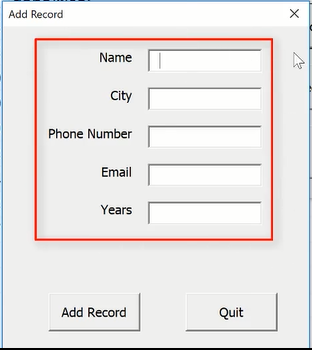 Add Record
Name
City
Phone Number
Email
Years
Add Record Quit